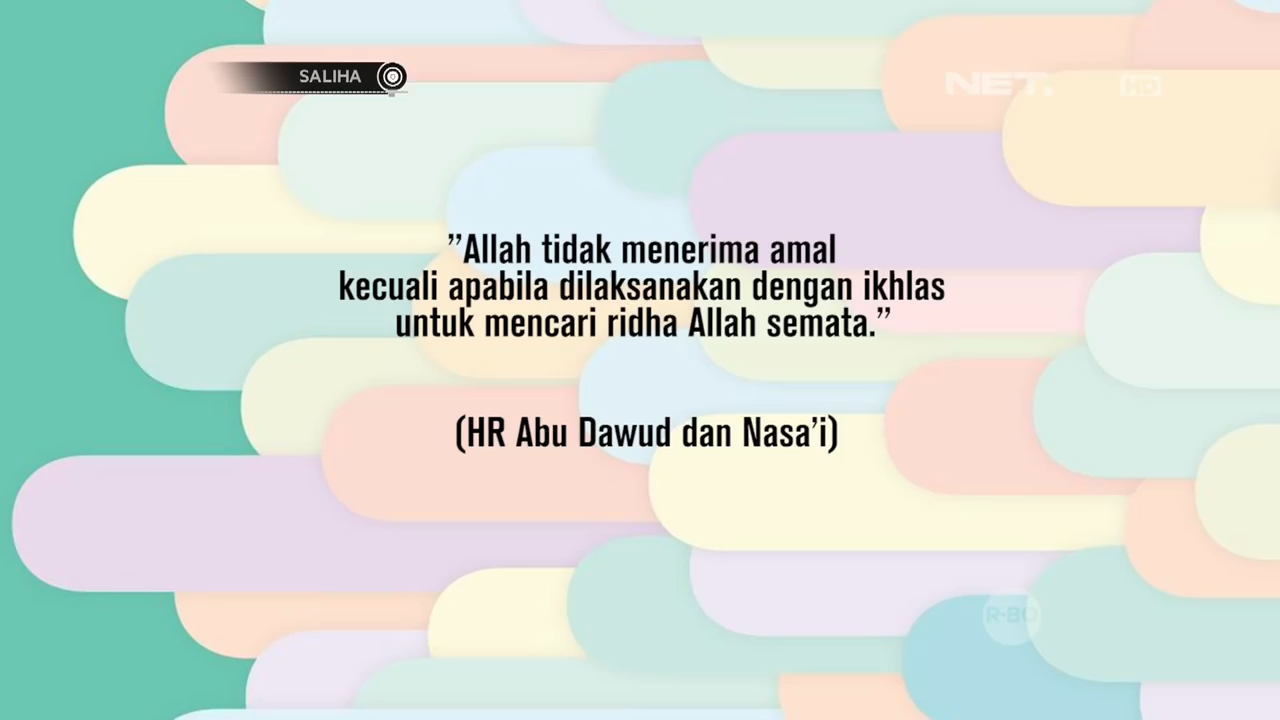 SALIHA
NET. HD
”Allah tidak menerima amal
kecuali apabila dilaksanakan dengan ikhlas
untuk mencari ridha Allah semata.”
(HR Abu Dawud dan Nasa’i)
R-BO